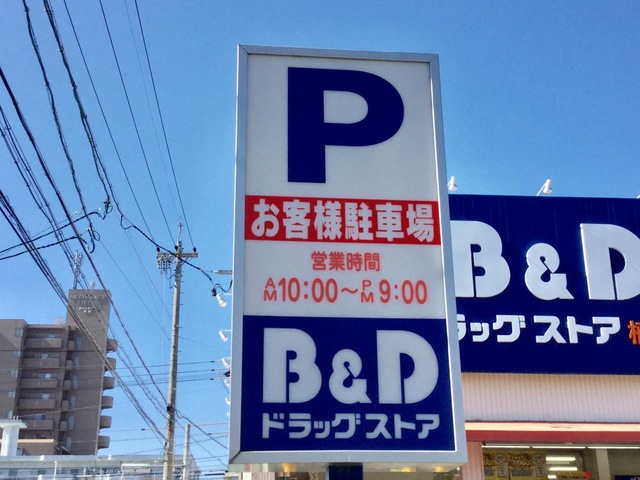 P
お客様駐車場
営業時間
AM10:00～PM9:00
B&D
ドラッグストア
B&D
ラッグストア